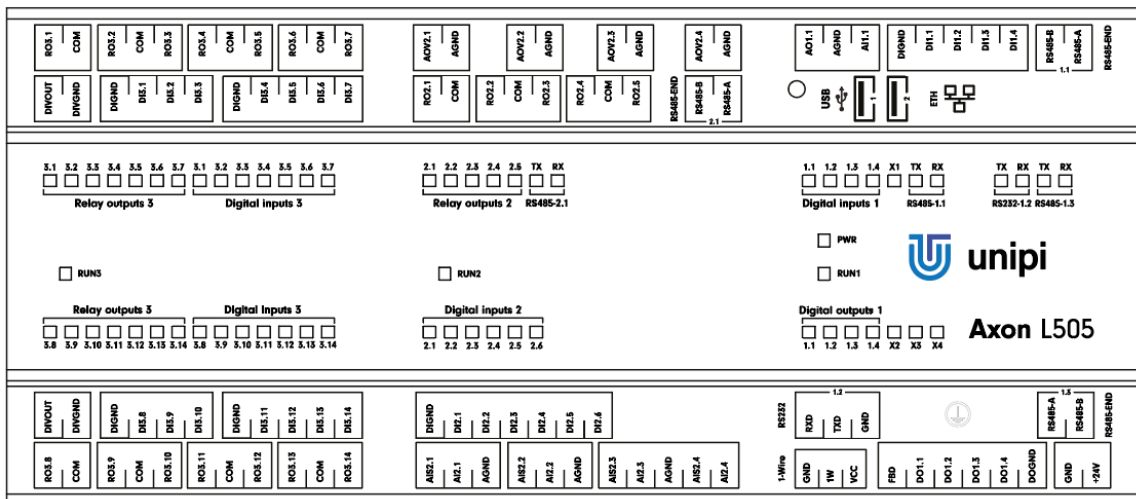 RO3.1 COM RO3.2 COM RO3.3 RO3.4 COM RO3.5 RO3.6 COM RO3.7 AOV2.1 AGND AOV2.2 AGND AOV2.3 AGND AOV2.4 AGND AO1.1 AGND AI1.1 DIGND DI1.1 DI1.2 DI1.3 DI1.4 RS485-B RS485-A RS485-END
1.1
DIVOUT DIVGND DIGND DI3.1 DI3.2 DI3.3 DIGND DI3.4 DI3.5 DI3.6 DI3.7 RO2.1 COM RO2.2 COM RO2.3 RO2.4 COM RO2.5 RS485-END RS485-B RS485-A USB 1 2 ETH
2.1
3.1 3.2 3.3 3.4 3.5 3.6 3.7 3.1 3.2 3.3 3.4 3.5 3.6 3.7 2.1 2.2 2.3 2.4 2.5 TX RX 1.1 1.2 1.3 1.4 X1 TX RX TX RX TX RX
Relay outputs 3 Digital inputs 3 Relay outputs 2 RS485-2.1 Digital inputs 1 RS485-1.1 RS232-1.2 RS485-1.3
PWR
unipi
RUN3 RUN2 RUN1
Relay outputs 3 Digital Inputs 3 Digital inputs 2 Digital outputs 1
Axon L505
3.8 3.9 3.10 3.11 3.12 3.13 3.14 3.8 3.9 3.10 3.11 3.12 3.13 3.14 2.1 2.2 2.3 2.4 2.5 2.6 1.1 1.2 1.3 1.4 X2 X3 X4
1.2 1.3
DIVOUT DIVGND DIGND DI3.8 DI3.9 DI3.10 DIGND DI3.11 DI3.12 DI3.13 DI3.14 DIGND DI2.1 DI2.2 DI2.3 DI2.4 DI2.5 DI2.6 RS232 RXD TXD GND RS485-A RS485-B RS485-END
RO3.8 COM RO3.9 COM RO3.10 RO3.11 COM RO3.12 RO3.13 COM RO3.14 AIS2.1 AI2.1 AGND AIS2.2 AI2.2 AGND AIS2.3 AI2.3 AGND AIS2.4 AI2.4 1-Wire GND 1W VCC FBD DO1.1 DO1.2 DO1.3 DO1.4 DOGND GND +24V